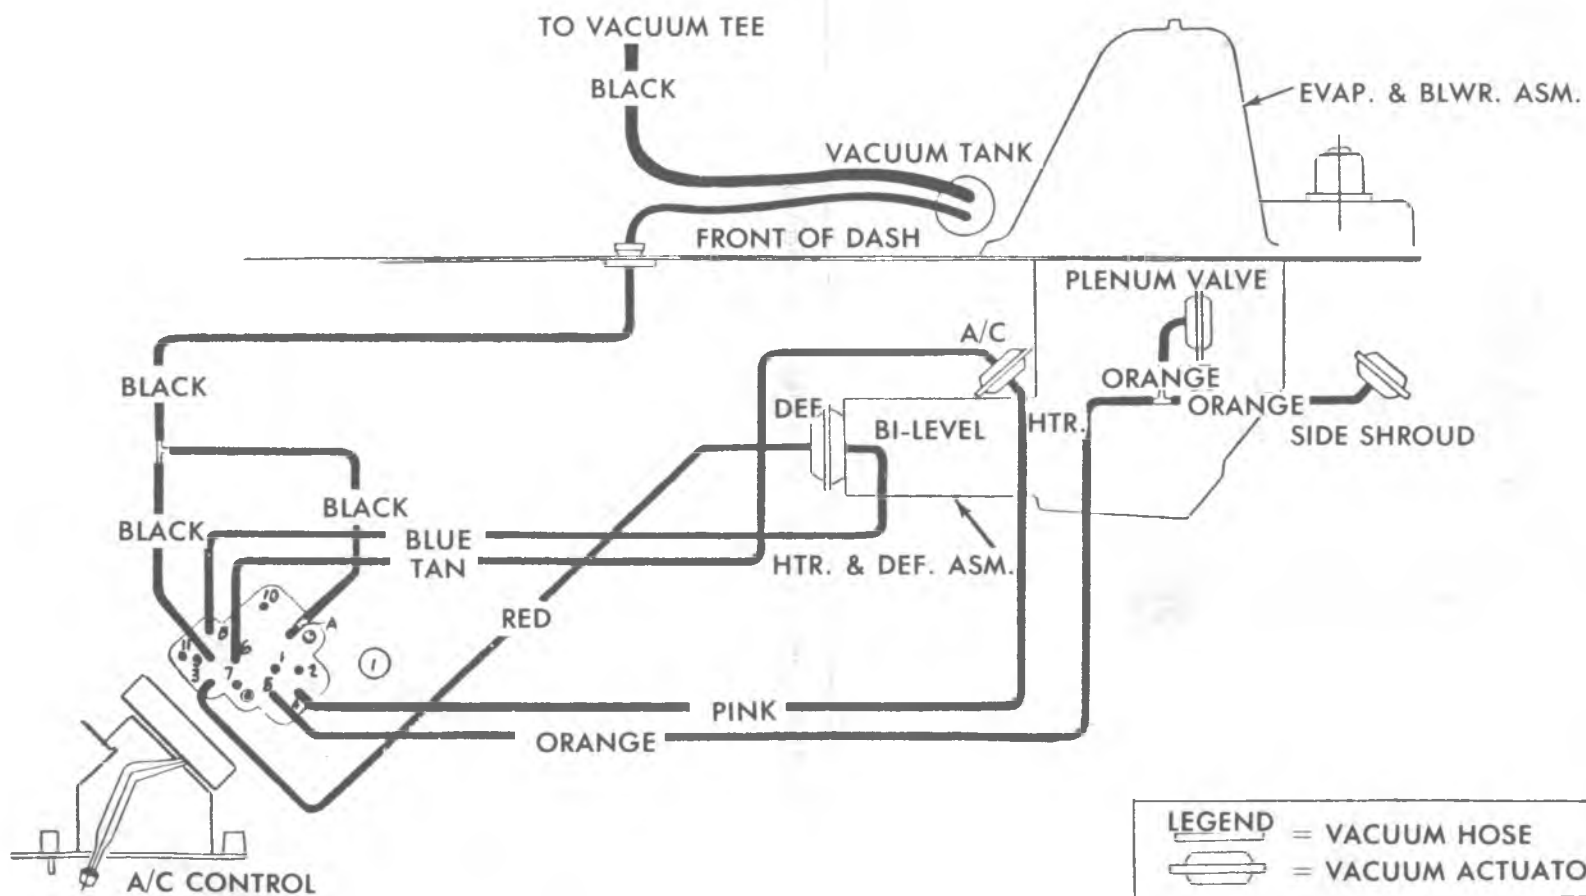 TO VACUUM TEE
BLACK
EVAP. & BLWR. ASM.
VACUUM TANK
FRONT OF DASH
PLENUM VALVE
A/C
BLACK
ORANGE
ORANGE
DEF.
BI-LEVEL
HTR.
SIDE SHROUD
BLACK
BLACK
BLUE
TAN
HTR. & DEF. ASM.
RED
10
A
8
6
11
3
7
1
2
1
5
PINK
ORANGE
LEGEND
= VACUUM HOSE
= VACUUM ACTUATO
A/C CONTROL